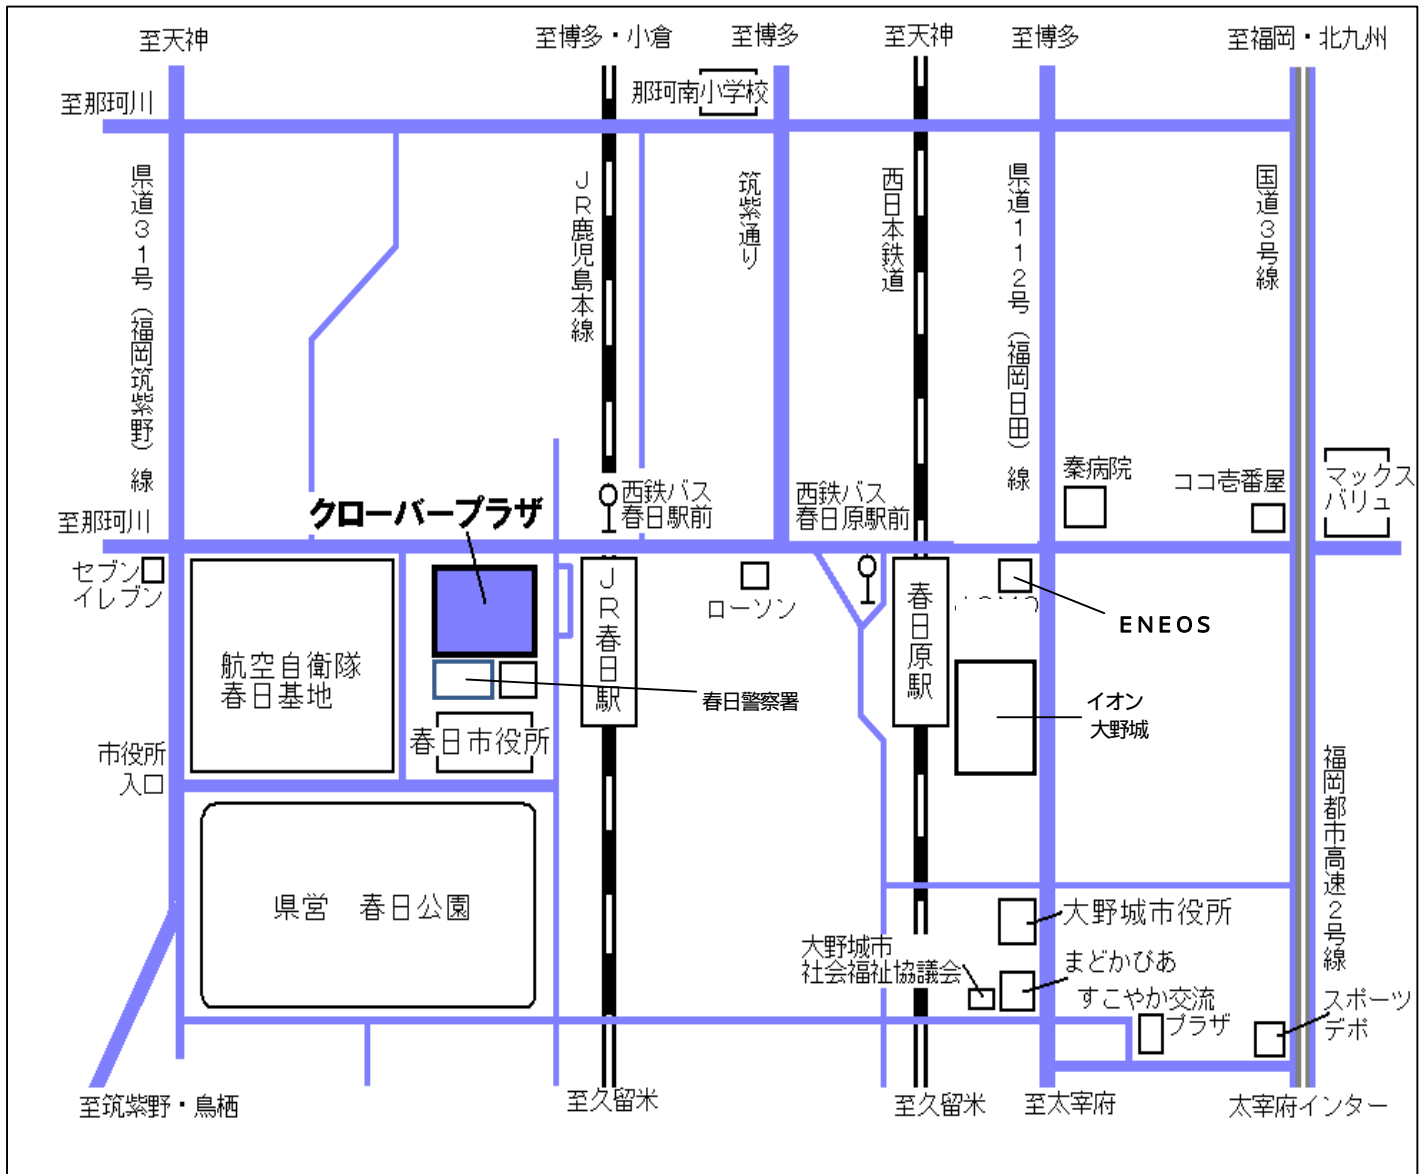 至天神
至博多・小倉
至博多
至天神
至博多
至福岡・北九州
至那珂川
那珂南小学校
県道31号(福岡筑紫野)線
JR鹿児島本線
筑紫通り
西日本鉄道
県道112号(福岡日田)線
国道3号線
クローバープラザ
西鉄バス
春日駅前
西鉄バス
春日原駅前
秦病院
ココ壱番屋
マックス
バリュ
至那珂川
セブン
イレブン
JR春日駅
ローソン
春日原駅
ENEOS
航空自衛隊
春日基地
春日警察署
イオン
大野城
春日市役所
市役所
入口
福岡都市高速2号線
県営 春日公園
大野城市役所
大野城市
社会福祉協議会
まどかぴあ
すこやか交流
プラザ
スポーツ
デポ
至筑紫野・鳥栖
至久留米
至久留米
至太宰府
太宰府インター